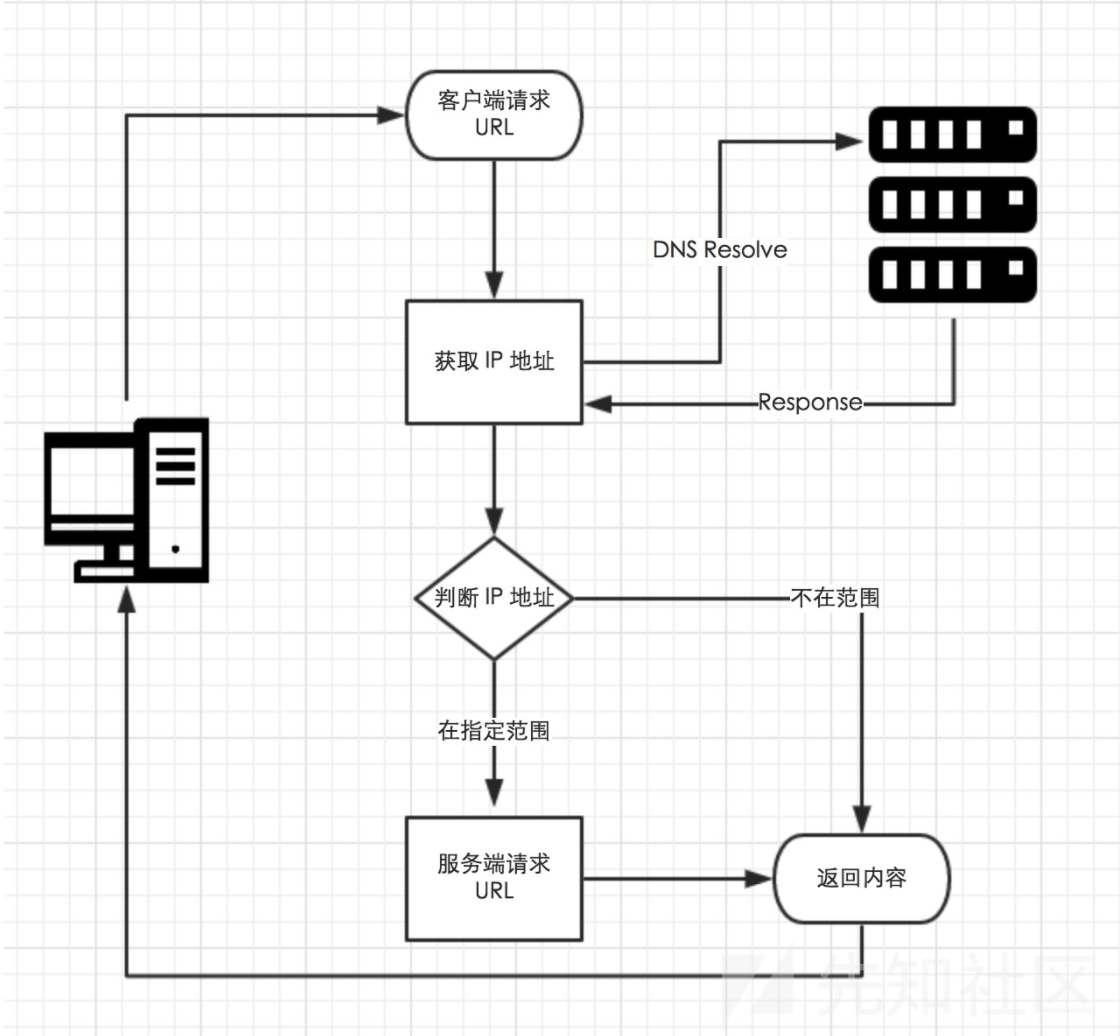 客户端请求
URL
DNS Resolve
获取 IP 地址
Response
判断 IP 地址
不在范围
在指定范围
服务端请求
URL
返回内容
先知社区